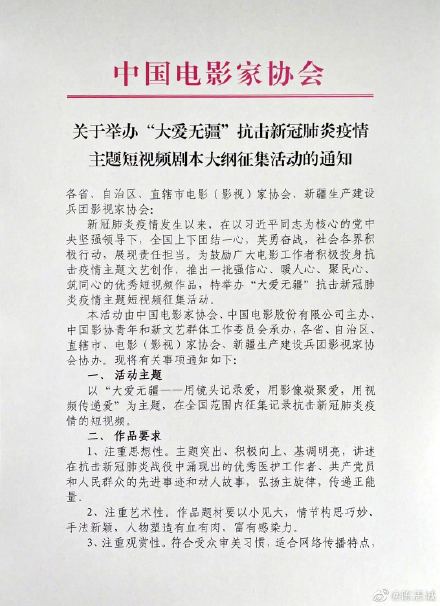 中国电影家协会
关于举办“大爱无疆”抗击新冠肺炎疫情
主题短视频剧本大纲征集活动的通知
各省、自治区、直辖市电影（影视）家协会、新疆生产建设
兵团影视家协会：
新冠肺炎疫情发生以来，在以习近平同志为核心的党中
央坚强领导下，全国上下团结一心，英勇奋战，社会各界积
极行动，展现责任担当。为鼓励广大电影工作者积极投身抗
击疫情主题文艺创作，推出一批强信心、暖人心、聚民心、
筑同心的优秀短视频作品，特举办“大爱无疆”抗击新冠肺
炎疫情主题短视频征集活动。
本活动由中国电影家协会、中国电影股份有限公司主办、
中国影协青年和新文艺群体工作委员会承办，各省、自治区、
直辖市、电影（影视）家协会、新疆生产建设兵团影视家协
会协办。现将有关事项通知如下：
一、活动主题
以“大爱无疆——用镜头记录爱，用影像凝聚爱，用视
频传递爱”为主题，在全国范围内征集记录抗击新冠肺炎疫
情的短视频。
二、作品要求
1、注重思想性。主题突出、积极向上、基调明亮，讲述
在抗击新冠肺炎战役中涌现出的优秀医护工作者、共产党员
和人民群众的先进事迹和动人故事，弘扬主旋律，传递正能
量。
2、注重艺术性。作品题材要以小见大，情节构思巧妙、
手法新颖，人物塑造有血有肉，富有感染力。
3、注重观赏性。符合受众审美习惯，适合网络传播特点，